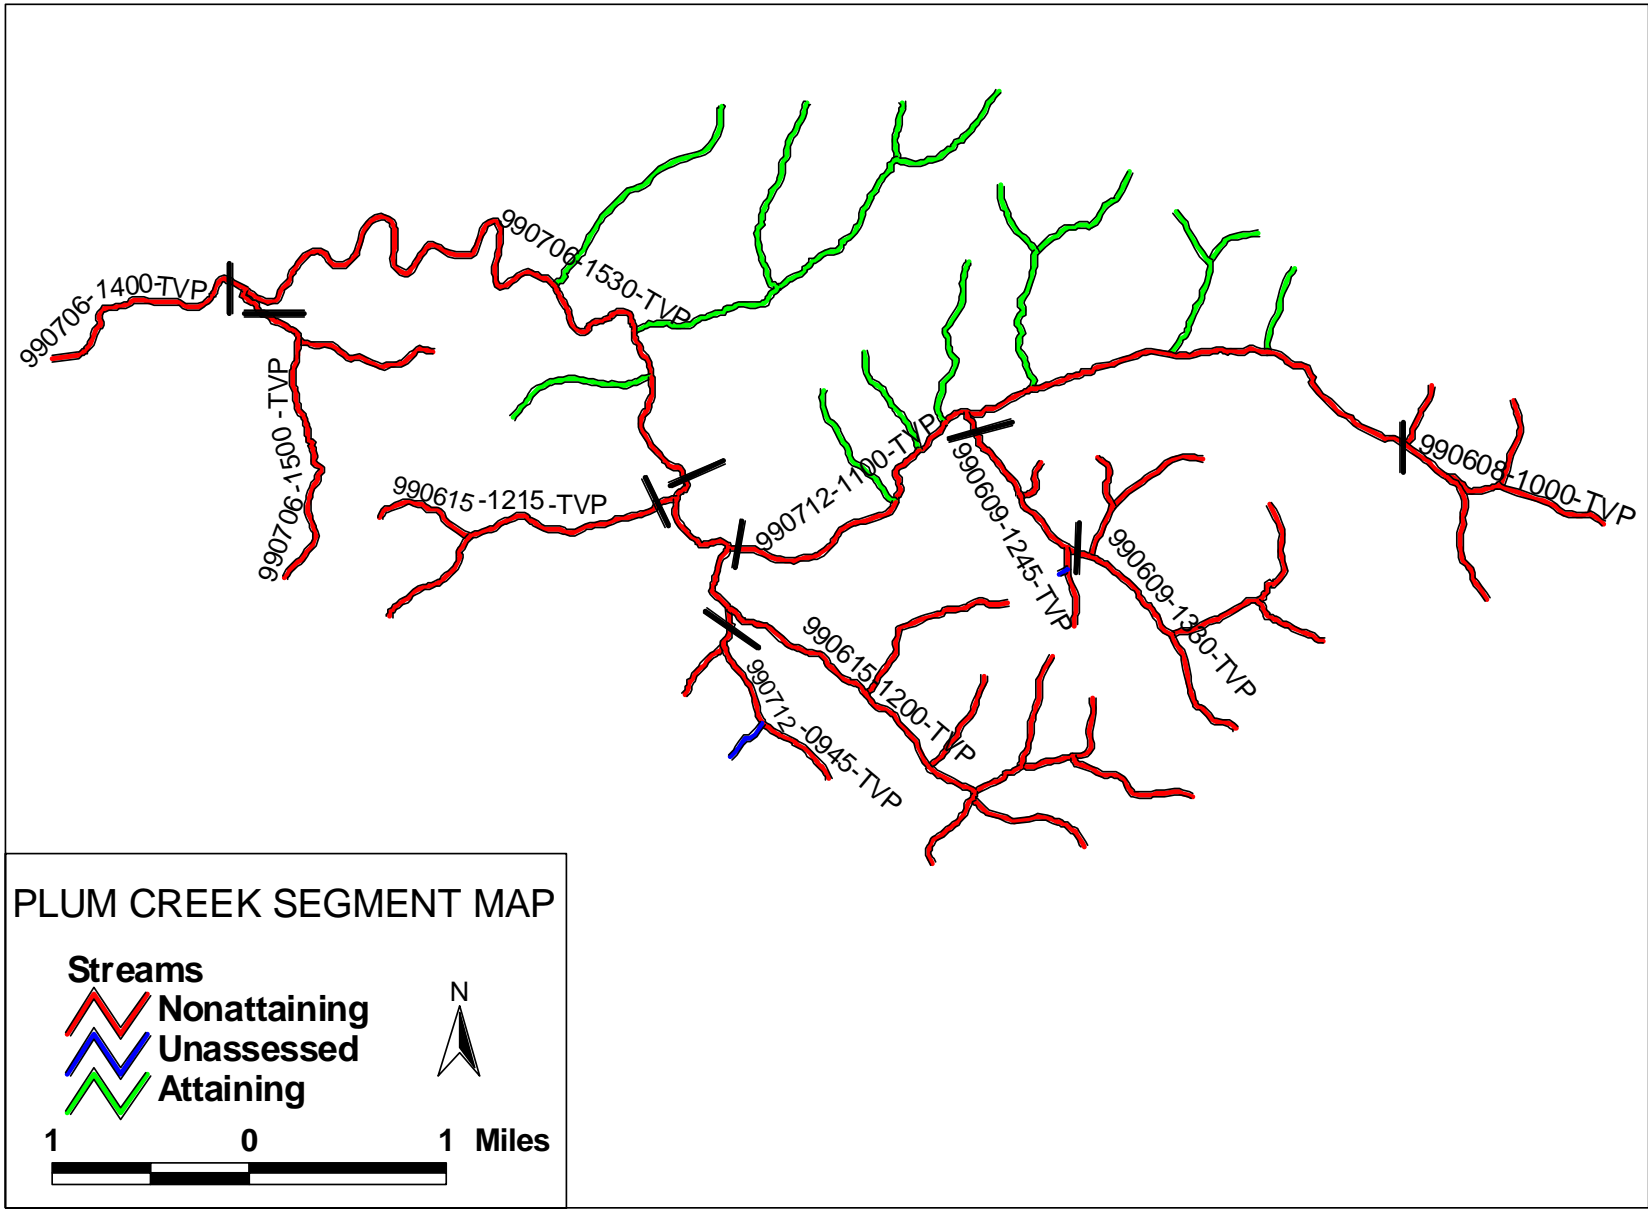 990706-1530-TVP
990706-1400-TVP
990706-1500 -TVP
990615 -1215 -TVP
990712-1100-TVP
990609-1245-TVP
990608-1000-TVP
990609-1330-TVP
990615-1200-TVP
990712 -0945-TVP
PLUM CREEK SEGMENT MAP
Streams
Nonattaining
Unassessed
Attaining
N
1 0 1 Miles